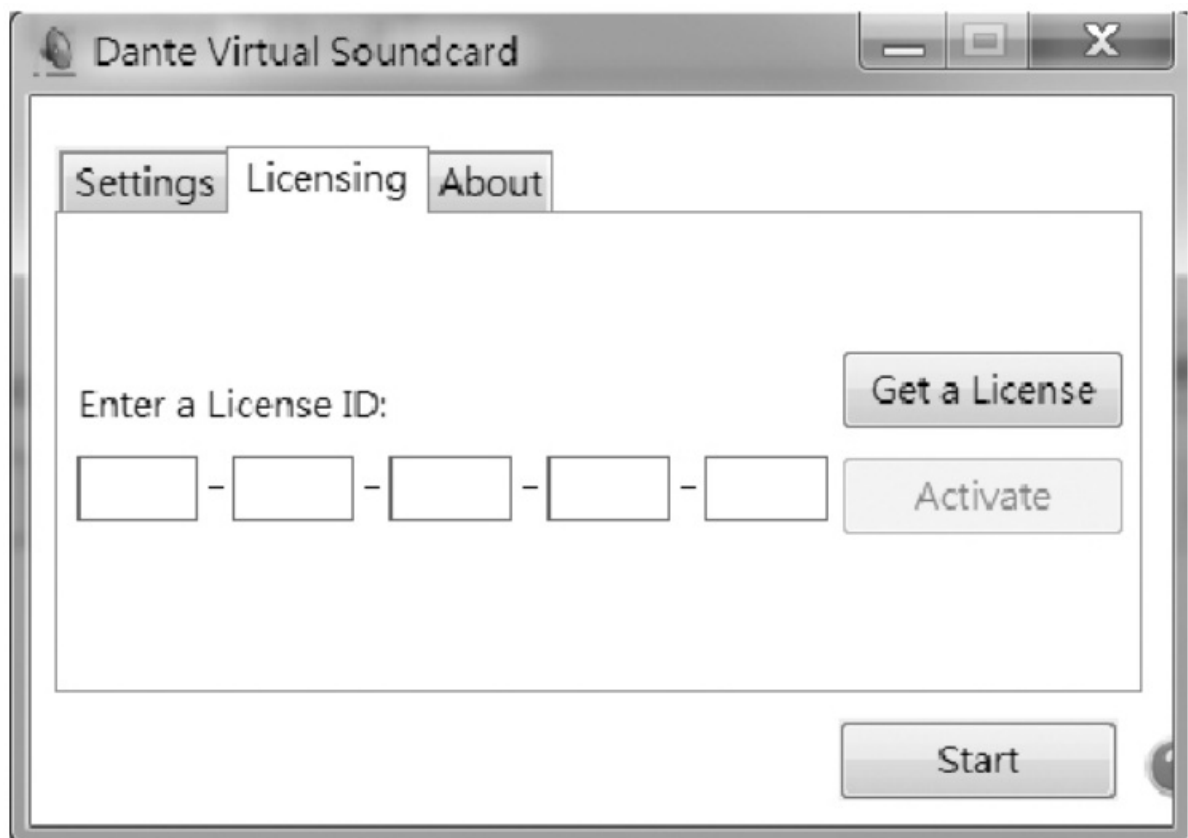 Dante Virtual Soundcard
Settings Licensing About
Get a License
Enter a License ID:
- - - -
Activate
Start